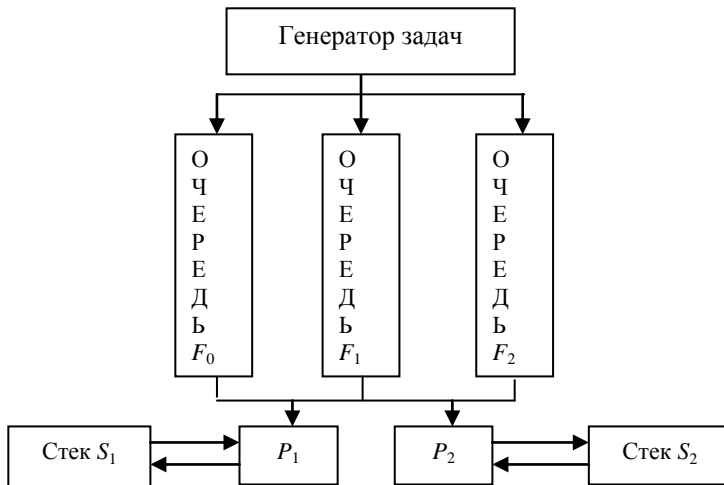 Генератор задач
О
Ч
Е
Р
Е
Д
Ь
F₀
О
Ч
Е
Р
Е
Д
Ь
F₁
О
Ч
Е
Р
Е
Д
Ь
F₂
Стек S₁
P₁
P₂
Стек S₂